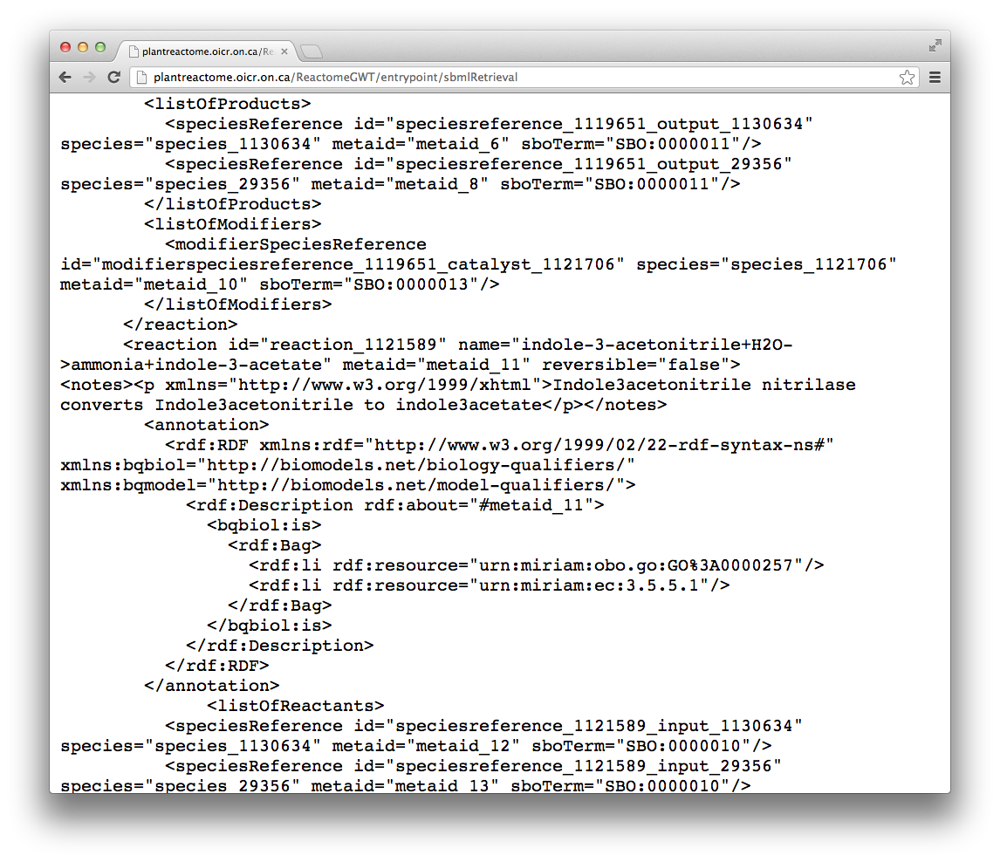 plantreactome.oicr.on.ca/Re
plantreactome.oicr.on.ca/ReactomeGWT/entrypoint/sbmlRetrieval
<listOfProducts>
<speciesReference id="speciesreference_1119651_output_1130634"
species="species_1130634" metaid="metaid_6" sboTerm="SBO:0000011"/>
<speciesReference id="speciesreference_1119651_output_29356"
species="species_29356" metaid="metaid_8" sboTerm="SBO:0000011"/>
</listOfProducts>
<listOfModifiers>
<modifierSpeciesReference
id="modifierspeciesreference_1119651_catalyst_1121706" species="species_1121706"
metaid="metaid_10" sboTerm="SBO:0000013"/>
</listOfModifiers>
</reaction>
<reaction id="reaction_1121589" name="indole-3-acetonitrile+H2O-
>ammonia+indole-3-acetate" metaid="metaid_11" reversible="false">
<notes><p xmlns="http://www.w3.org/1999/xhtml">Indole3acetonitrile nitrilase
converts Indole3acetonitrile to indole3acetate</p></notes>
<annotation>
<rdf:RDF xmlns:rdf="http://www.w3.org/1999/02/22-rdf-syntax-ns#"
xmlns:bqbiol="http://biomodels.net/biology-qualifiers/"
xmlns:bqmodel="http://biomodels.net/model-qualifiers/">
<rdf:Description rdf:about="#metaid_11">
<bqbiol:is>
<rdf:Bag>
<rdf:li rdf:resource="urn:miriam:obo.go:GO%3A0000257"/>
<rdf:li rdf:resource="urn:miriam:ec:3.5.5.1"/>
</rdf:Bag>
</bqbiol:is>
</rdf:Description>
</rdf:RDF>
</annotation>
<listOfReactants>
<speciesReference id="speciesreference_1121589_input_1130634"
species="species_1130634" metaid="metaid_12" sboTerm="SBO:0000010"/>
<speciesReference id="speciesreference_1121589_input_29356"
species="species_29356" metaid="metaid_13" sboTerm="SBO:0000010"/>